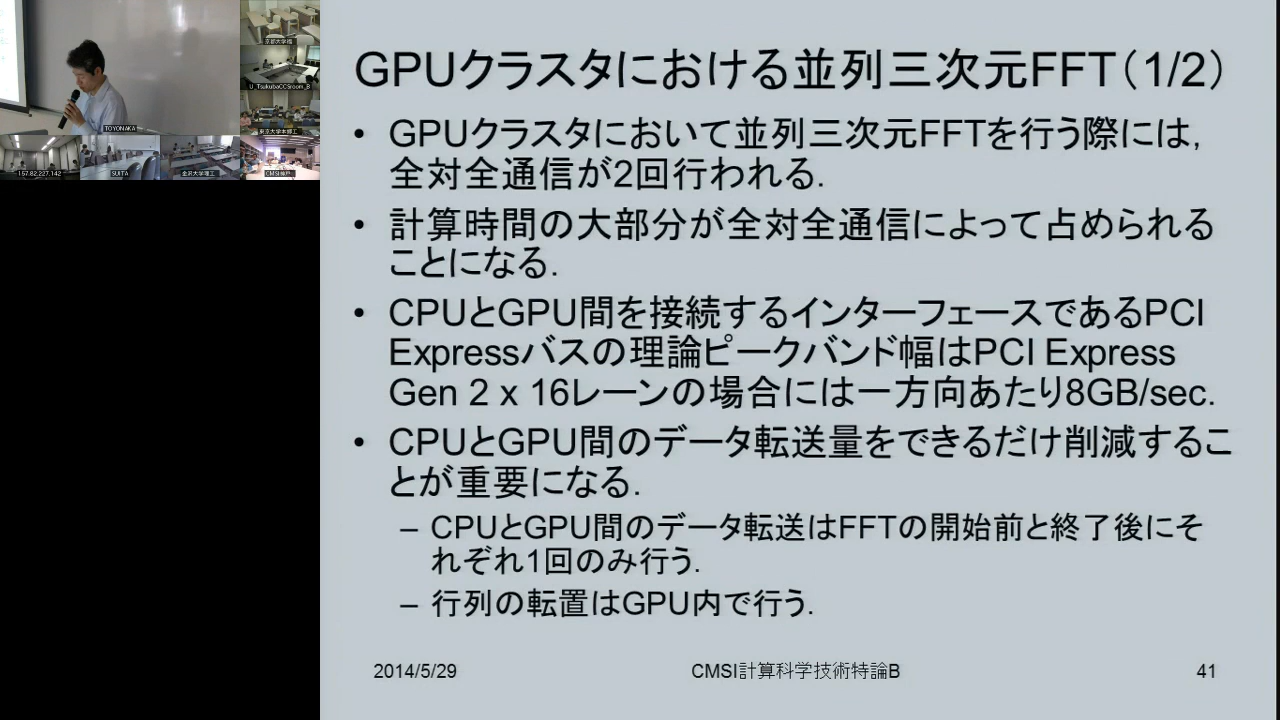 GPUクラスタにおける並列三次元FFT(1/2)
• GPUクラスタにおいて並列三次元FFTを行う際には,
全対全通信が2回行われる.
• 計算時間の大部分が全対全通信によって占められる
ことになる.
• CPUとGPU間を接続するインターフェースであるPCI
Expressバスの理論ピークバンド幅はPCI Express
Gen 2 x 16レーンの場合には一方向あたり8GB/sec.
• CPUとGPU間のデータ転送量をできるだけ削減するこ
とが重要になる.
– CPUとGPU間のデータ転送はFFTの開始前と終了後にそ
れぞれ1回のみ行う.
– 行列の転置はGPU内で行う.
2014/5/29
CMSI計算科学技術特論B
41
TOYONAKA
U_TsukubaCCSroom_B
157.82.227.142
SUITA
金沢大学理工
CMSI神戸